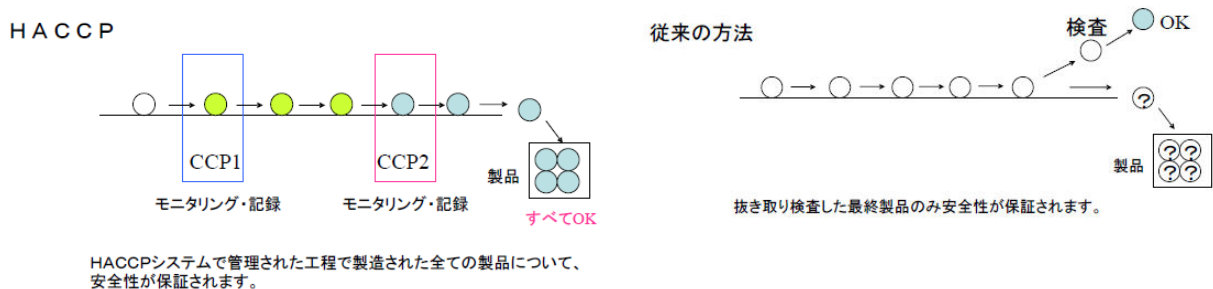 HACCP
CCP1
CCP2
モニタリング・記録
モニタリング・記録
製品
すべてOK
HACCPシステムで管理された工程で製造された全ての製品について、
安全性が保証されます。
従来の方法
検査
OK
?
製品
? ?
? ?
抜き取り検査した最終製品のみ安全性が保証されます。